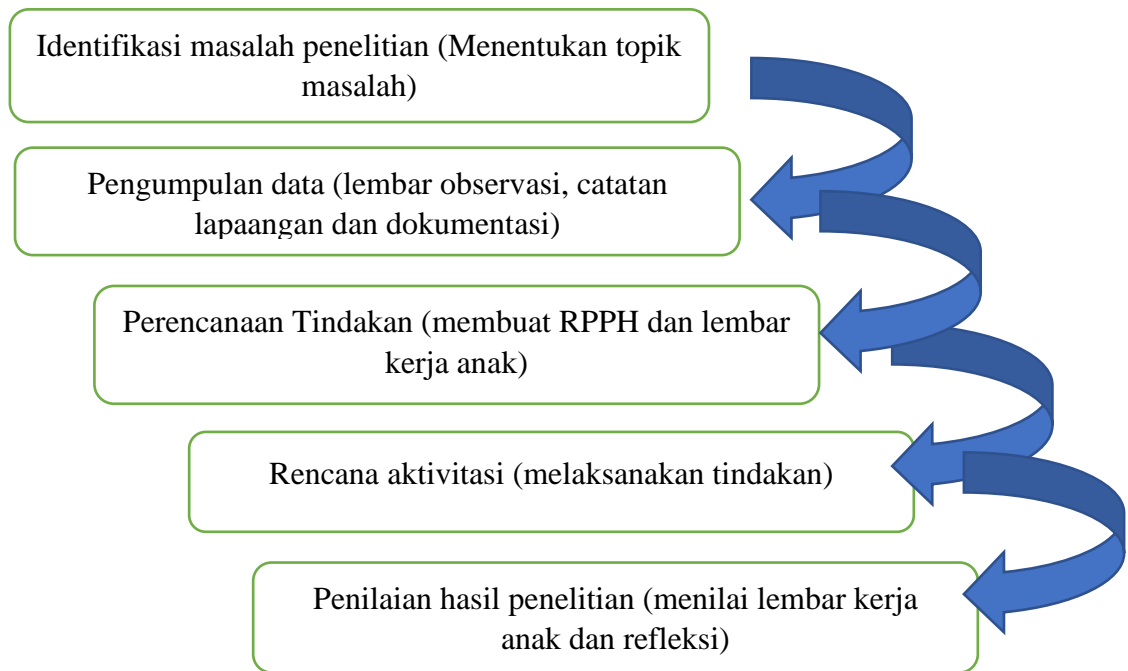 Identifikasi masalah penelitian (Menentukan topik
masalah)
Pengumpulan data (lembar observasi, catatan
lapaangan dan dokumentasi)
Perencanaan Tindakan (membuat RPPH dan lembar
kerja anak)
Rencana aktivitasi (melaksanakan tindakan)
Penilaian hasil penelitian (menilai lembar kerja
anak dan refleksi)